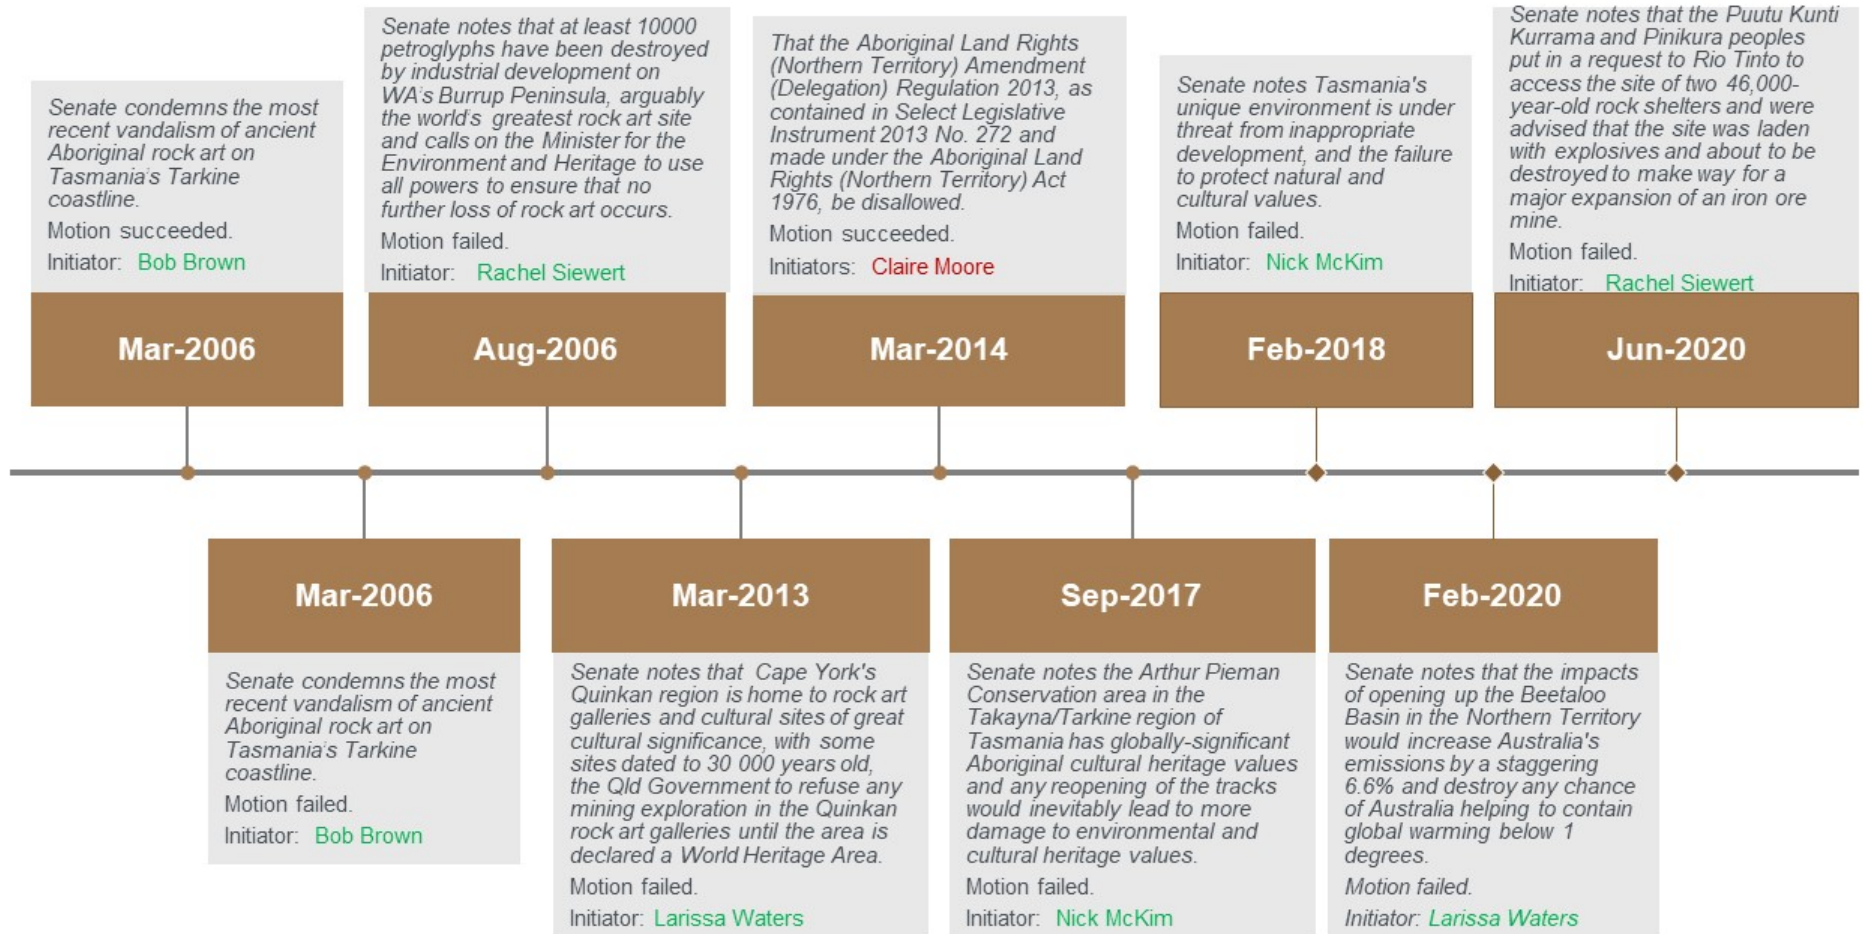 Senate condemns the most
recent vandalism of ancient
Aboriginal rock art on
Tasmania's Tarkine
coastline.
Motion succeeded.
Initiator: Bob Brown
Mar-2006
Senate notes that at least 10000
petroglyphs have been destroyed
by industrial development on
WA's Burrup Peninsula, arguably
the world's greatest rock art site
and calls on the Minister for the
Environment and Heritage to use
all powers to ensure that no
further loss of rock art occurs.
Motion failed.
Initiator: Rachel Siewert
Aug-2006
That the Aboriginal Land Rights
(Northern Territory) Amendment
(Delegation) Regulation 2013, as
contained in Select Legislative
Instrument 2013 No. 272 and
made under the Aboriginal Land
Rights (Northern Territory) Act
1976, be disallowed.
Motion succeeded.
Initiators: Claire Moore
Mar-2014
Senate notes Tasmania's
unique environment is under
threat from inappropriate
development, and the failure
to protect natural and
cultural values.
Motion failed.
Initiator: Nick McKim
Feb-2018
Senate notes that the Puutu Kunti
Kurrama and Pinikura peoples
put in a request to Rio Tinto to
access the site of two 46,000-
year-old rock shelters and were
advised that the site was laden
with explosives and about to be
destroyed to make way for a
major expansion of an iron ore
mine.
Motion failed.
Initiator: Rachel Siewert
Jun-2020
Mar-2006
Senate condemns the most
recent vandalism of ancient
Aboriginal rock art on
Tasmania's Tarkine
coastline.
Motion failed.
Initiator: Bob Brown
Mar-2013
Senate notes that Cape York's
Quinkan region is home to rock art
galleries and cultural sites of great
cultural significance, with some
sites dated to 30 000 years old,
the Qld Government to refuse any
mining exploration in the Quinkan
rock art galleries until the area is
declared a World Heritage Area.
Motion failed.
Initiator: Larissa Waters
Sep-2017
Senate notes the Arthur Pieman
Conservation area in the
Takayna/Tarkine region of
Tasmania has globally-significant
Aboriginal cultural heritage values
and any reopening of the tracks
would inevitably lead to more
damage to environmental and
cultural heritage values.
Motion failed.
Initiator: Nick McKim
Feb-2020
Senate notes that the impacts
of opening up the Beetaloo
Basin in the Northern Territory
would increase Australia's
emissions by a staggering
6.6% and destroy any chance
of Australia helping to contain
global warming below 1
degrees.
Motion failed.
Initiator: Larissa Waters